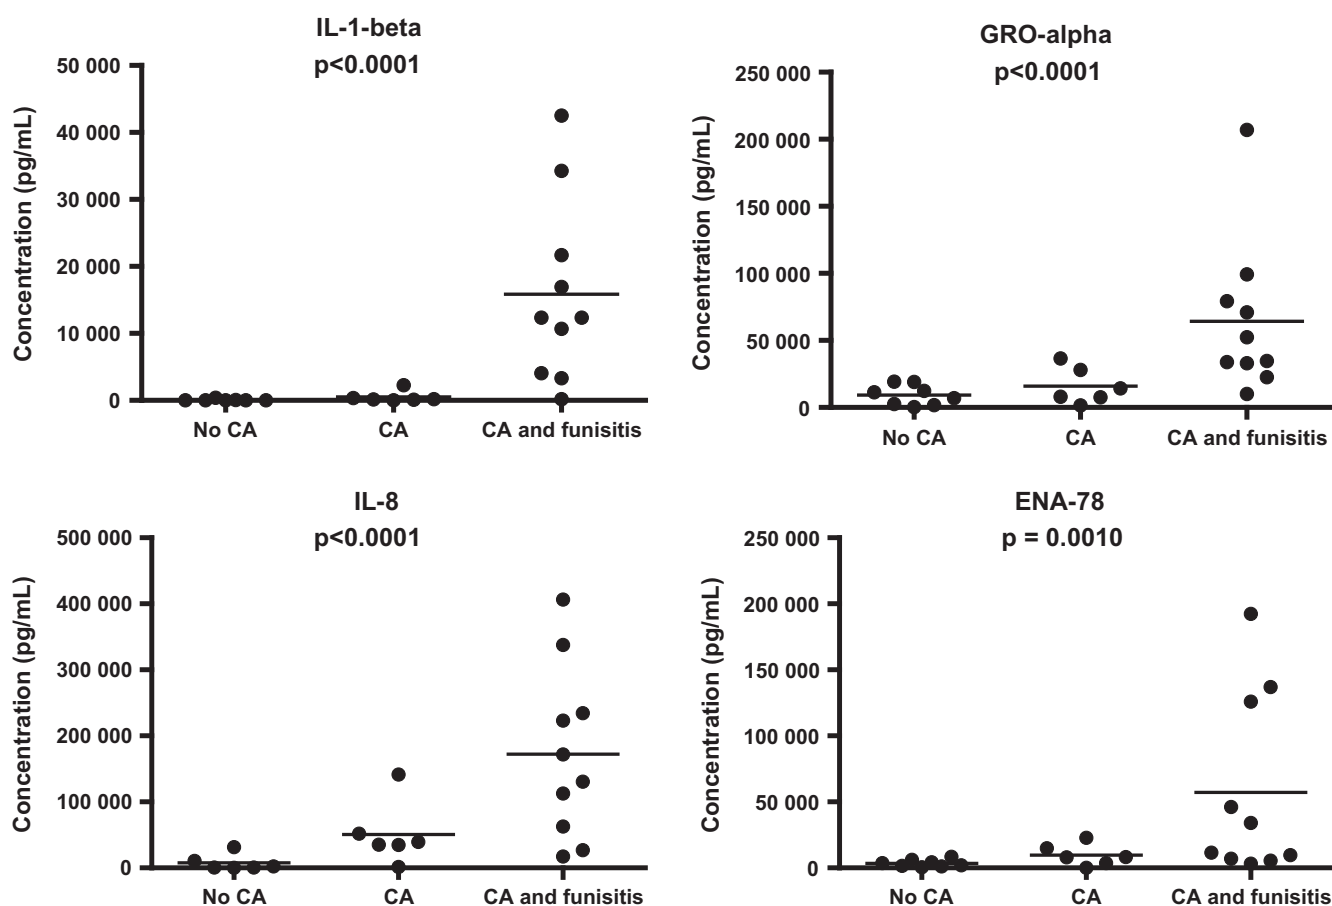 IL-1-beta
p<0.0001
50 000
40 000
30 000
20 000
10 000
0
Concentration (pg/mL)
No CA
CA
CA and funisitis
GRO-alpha
p<0.0001
250 000
200 000
150 000
100 000
50 000
0
Concentration (pg/mL)
No CA
CA
CA and funisitis
IL-8
p<0.0001
500 000
400 000
300 000
200 000
100 000
0
Concentration (pg/mL)
No CA
CA
CA and funisitis
ENA-78
p = 0.0010
250 000
200 000
150 000
100 000
50 000
0
Concentration (pg/mL)
No CA
CA
CA and funisitis